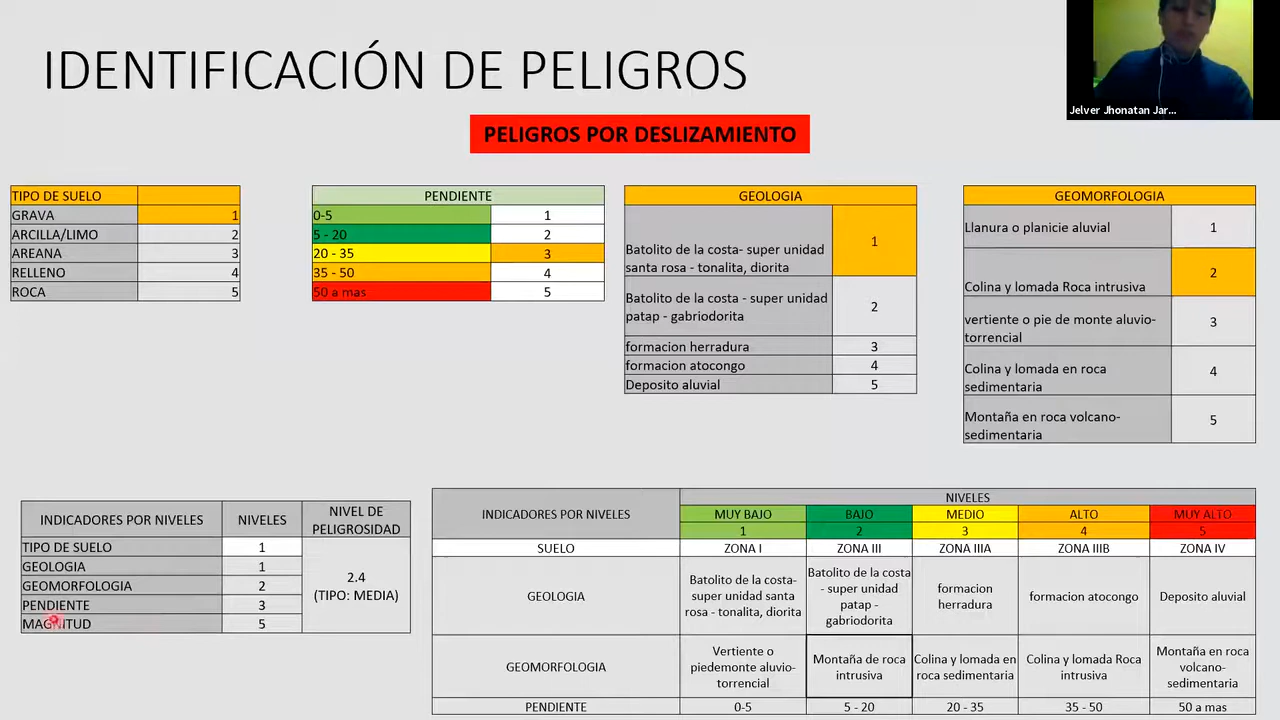 IDENTIFICACIÓN DE PELIGROS
Jelver Jhonatan Jar...
PELIGROS POR DESLIZAMIENTO
TIPO DE SUELO
GRAVA 1
ARCILLA/LIMO 2
AREANA 3
RELLENO 4
ROCA 5
PENDIENTE
0-5 1
5 - 20 2
20 - 35 3
35 - 50 4
50 a mas 5
GEOLOGIA
Batolito de la costa- super unidad
santa rosa - tonalita, diorita
1
Batolito de la costa - super unidad
patap - gabriodorita
2
formacion herradura 3
formacion atocongo 4
Deposito aluvial 5
GEOMORFOLOGIA
Llanura o planicie aluvial 1
Colina y lomada Roca intrusiva 2
vertiente o pie de monte aluvio-
torrencial
3
Colina y lomada en roca
sedimentaria
4
Montaña en roca volcano-
sedimentaria
5
INDICADORES POR NIVELES
NIVELES
NIVEL DE
PELIGROSIDAD
TIPO DE SUELO 1
GEOLOGIA 1
GEOMORFOLOGIA 2
PENDIENTE 3
MAGNITUD 5
2.4
(TIPO: MEDIA)
INDICADORES POR NIVELES
NIVELES
MUY BAJO BAJO MEDIO ALTO MUY ALTO
1 2 3 4 5
SUELO ZONA I ZONA III ZONA IIIA ZONA IIIB ZONA IV
GEOLOGIA
Batolito de la costa-
super unidad santa
rosa - tonalita, diorita
Batolito de la costa
- super unidad
patap -
gabriodorita
formacion
herradura
formacion atocongo
Deposito aluvial
GEOMORFOLOGIA
Vertiente o
piedemonte aluvio-
torrencial
Montaña de roca
intrusiva
Colina y lomada en
roca sedimentaria
Colina y lomada Roca
intrusiva
Montaña en roca
volcano-
sedimentaria
PENDIENTE 0-5 5 - 20 20 - 35 35 - 50 50 a mas